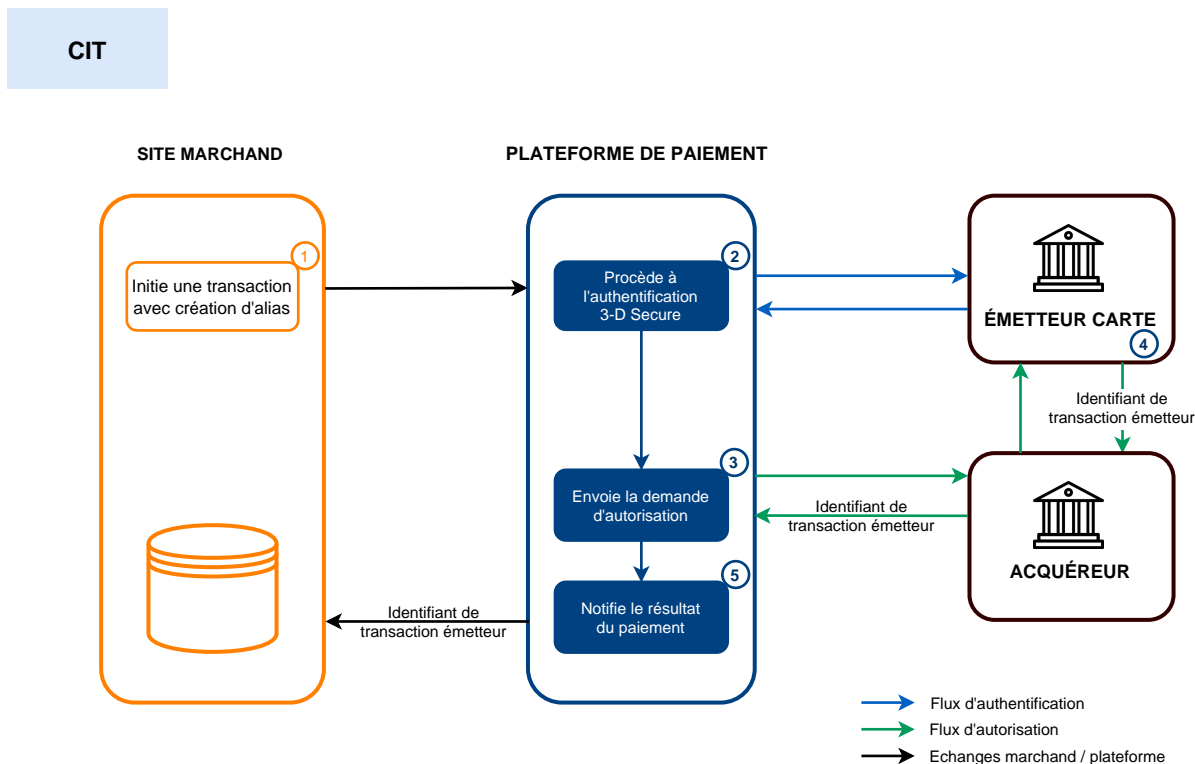 CIT
SITE MARCHAND
PLATEFORME DE PAIEMENT
1
Initie une transaction
avec création d'alias
2
Procède à
l'authentification
3-D Secure
ÉMETTEUR CARTE
4
Identifiant de
transaction émetteur
3
Envoie la demande
d'autorisation
Identifiant de
transaction émetteur
ACQUÉREUR
5
Notifie le résultat
du paiement
Identifiant de
transaction émetteur
Flux d'authentification
Flux d'autorisation
Echanges marchand / plateforme